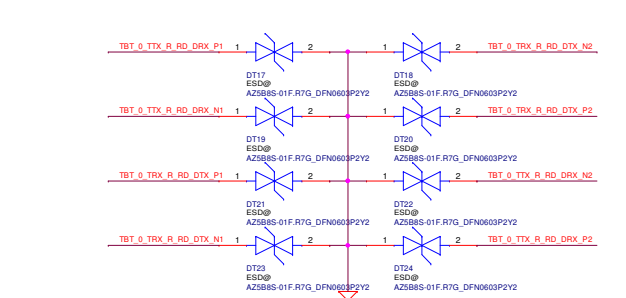 TBT_0_TTX_R_RD_DRX_P1 1 2 1 2 TBT_0_TRX_R_RD_DTX_N2
DT17 DT18
ESD@ ESD@
AZ5B8S-01F.R7G_DFN0603P2Y2 AZ5B8S-01F.R7G_DFN0603P2Y2
TBT_0_TTX_R_RD_DRX_N1 1 2 1 2 TBT_0_TRX_R_RD_DTX_P2
DT19 DT20
ESD@ ESD@
AZ5B8S-01F.R7G_DFN0603P2Y2 AZ5B8S-01F.R7G_DFN0603P2Y2
TBT_0_TRX_R_RD_DTX_P1 1 2 1 2 TBT_0_TTX_R_RD_DRX_N2
DT21 DT22
ESD@ ESD@
AZ5B8S-01F.R7G_DFN0603P2Y2 AZ5B8S-01F.R7G_DFN0603P2Y2
TBT_0_TRX_R_RD_DTX_N1 1 2 1 2 TBT_0_TTX_R_RD_DRX_P2
DT23 DT24
ESD@ ESD@
AZ5B8S-01F.R7G_DFN0603P2Y2 AZ5B8S-01F.R7G_DFN0603P2Y2